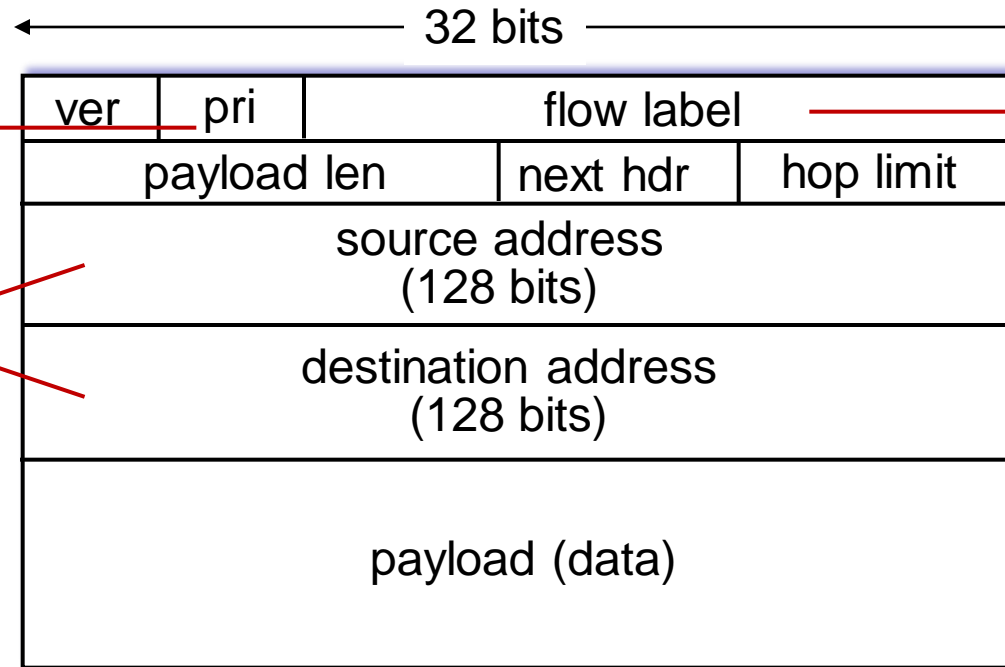 32 bits
ver pri flow label
payload len next hdr hop limit
source address
(128 bits)
destination address
(128 bits)
payload (data)